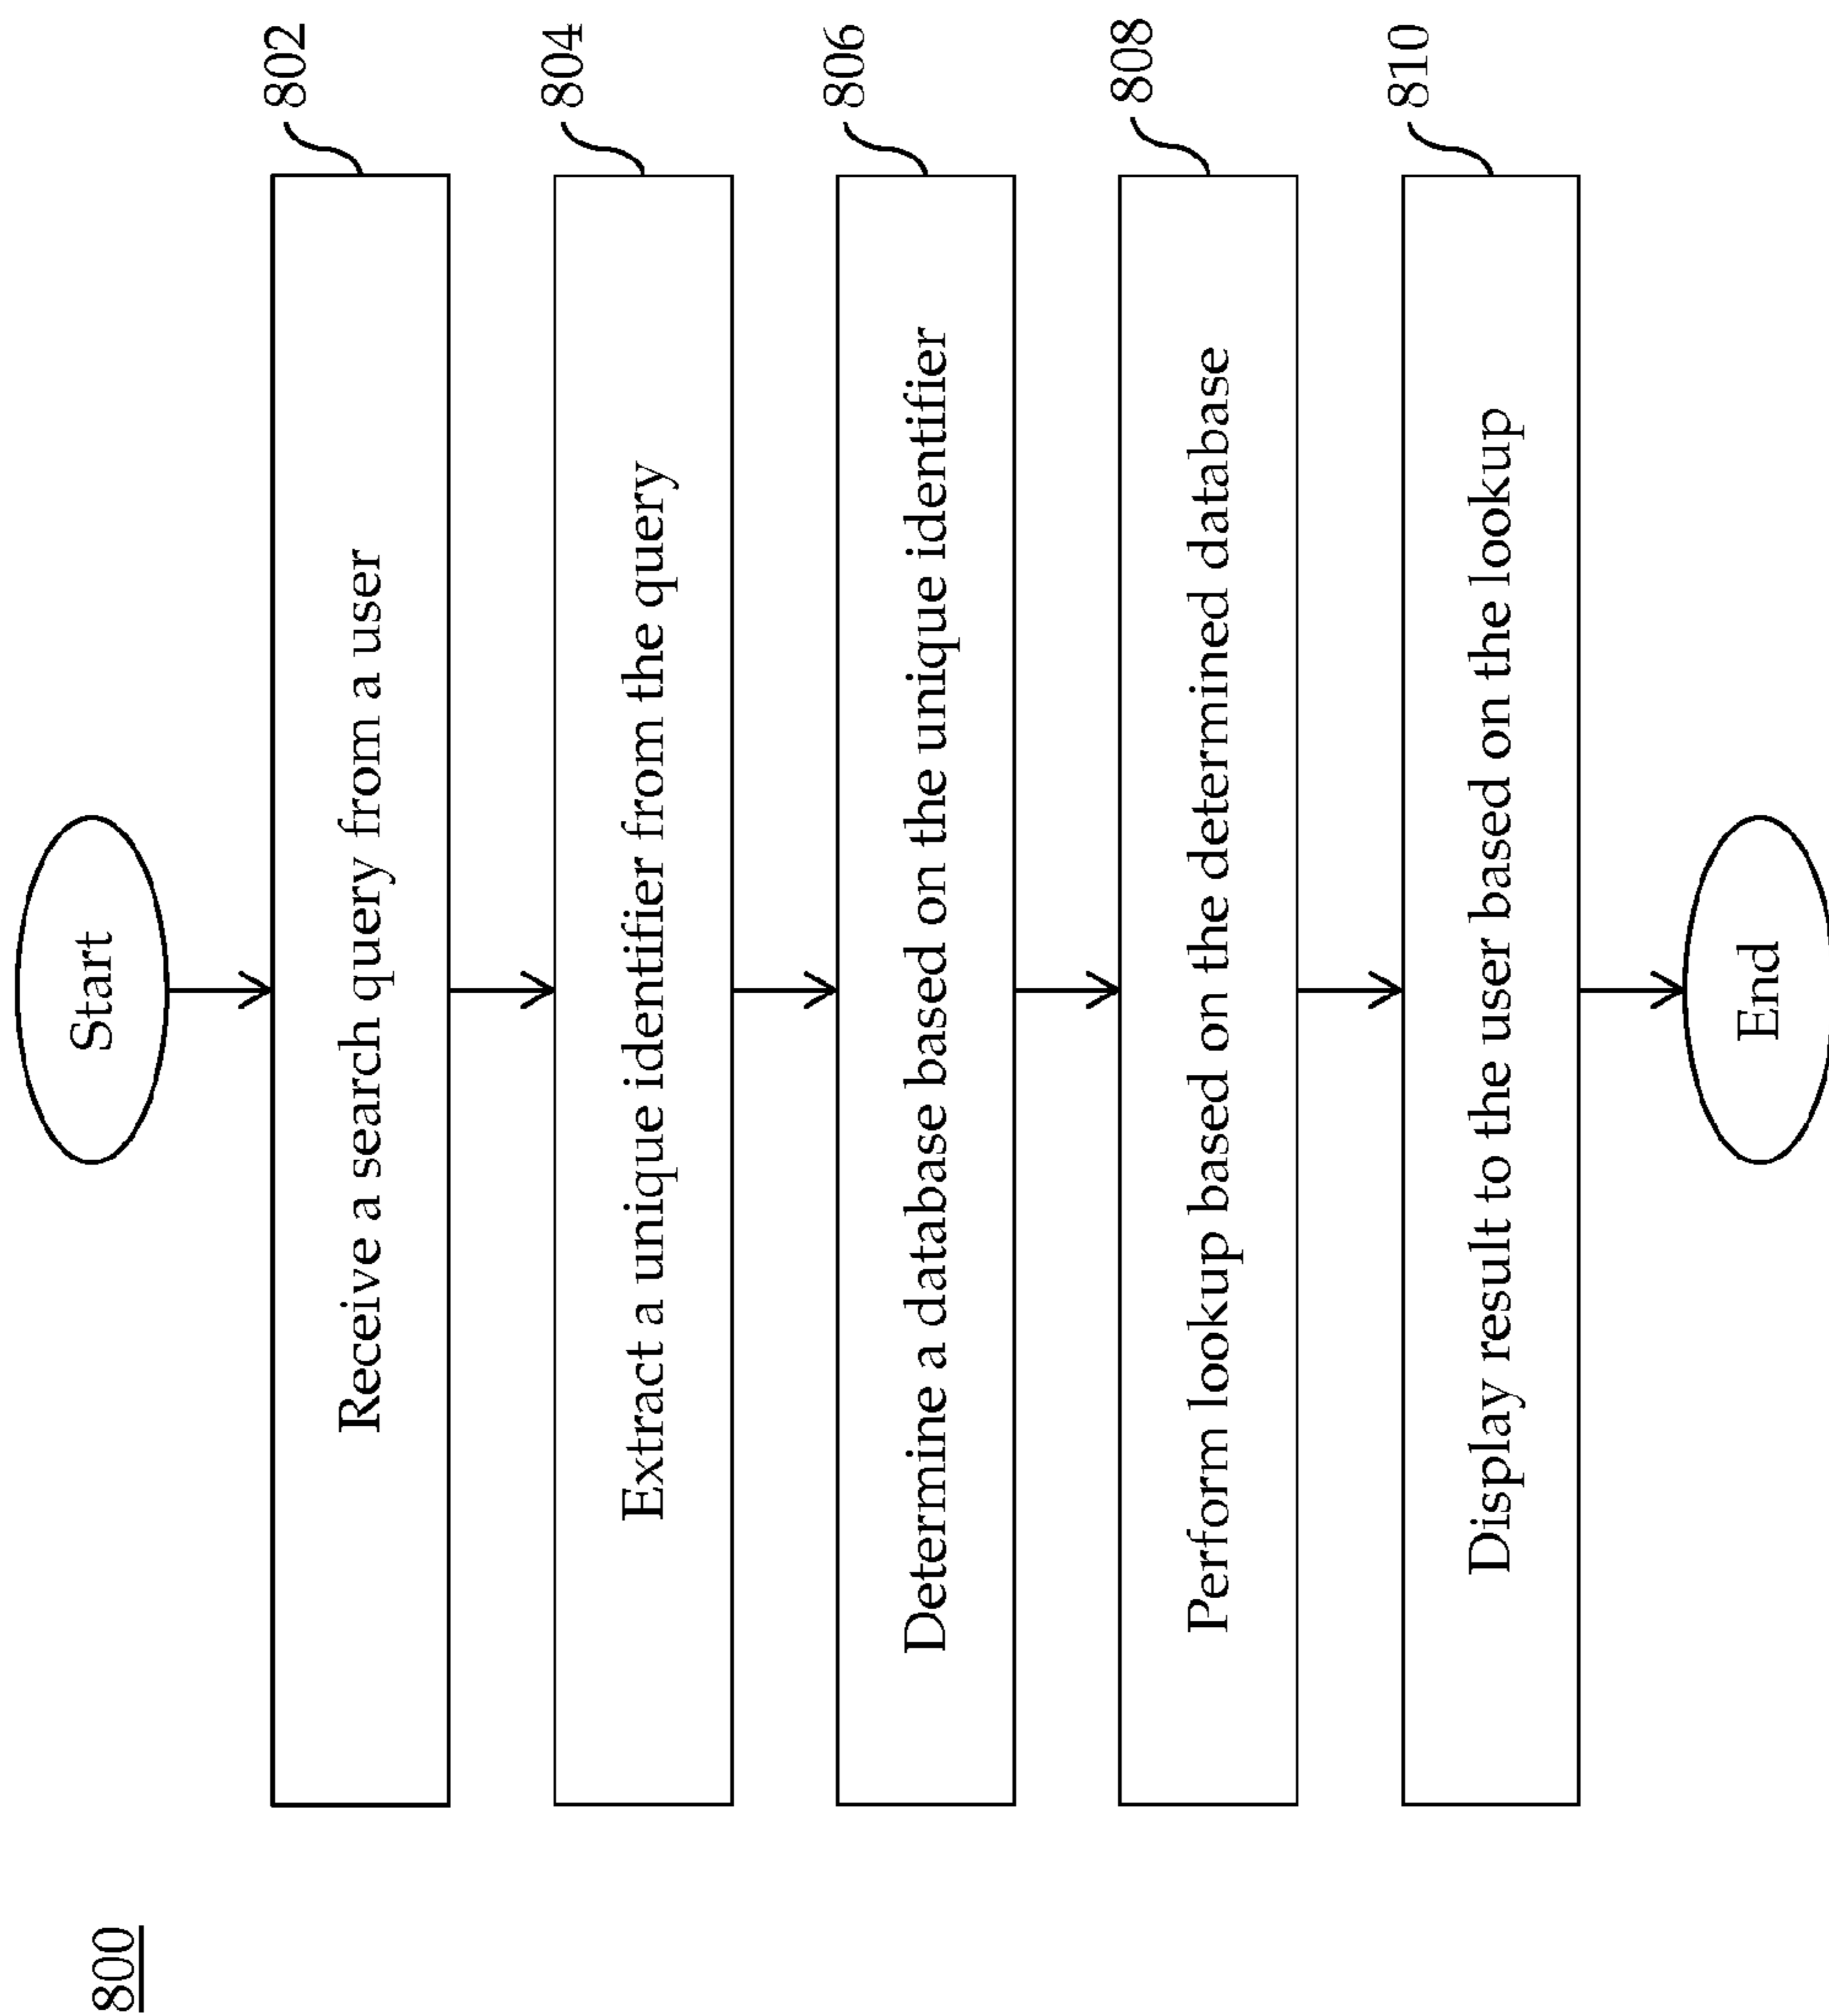 800
Start
Receive a search query from a user
802
Extract a unique identifier from the query
804
Determine a database based on the unique identifier
806
Perform lookup based on the determined database
808
Display result to the user based on the lookup
810
End